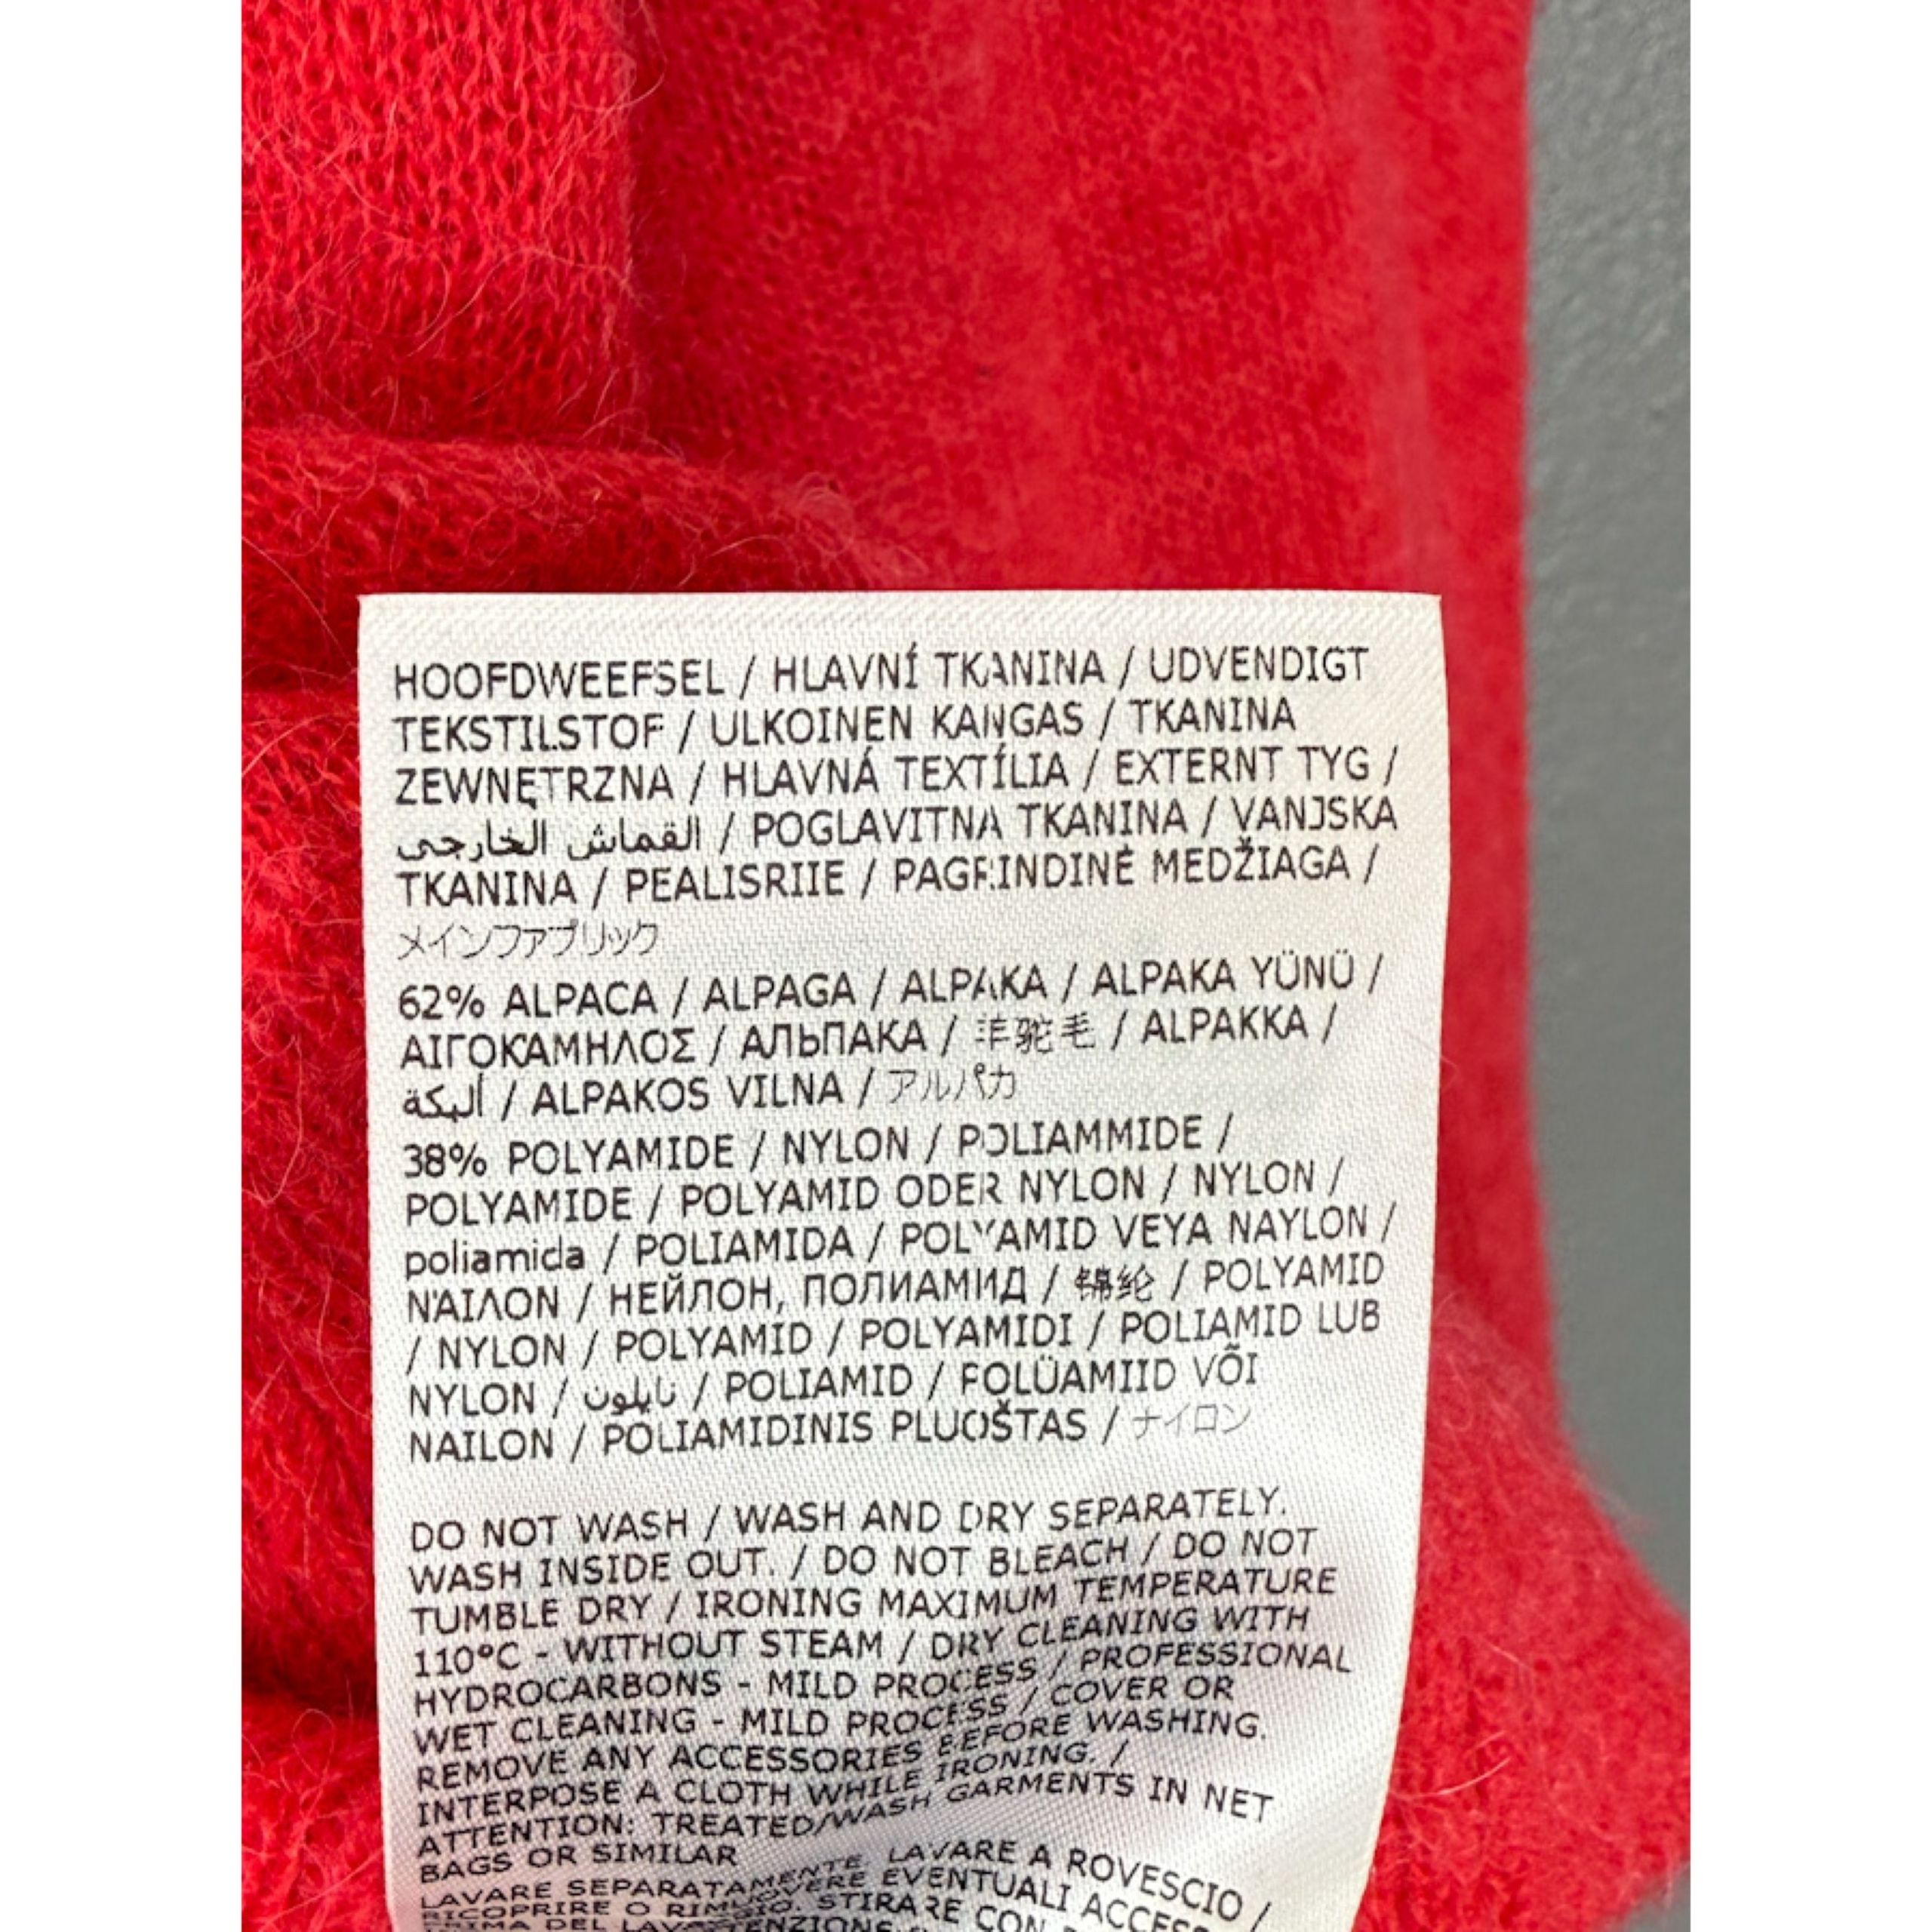 HOOFDWEEFSEL / HLAVNÍ TKANINA / UDVENDIGT
TEKSTILSTOF / ULKOINEN KANGAS / TKANINA
ZEWNĘTRZNA / HLAVNÁ TEXTÍLIA / EXTERNT TYG /
القماش الخارجي / POGLAVITNA TKANINA / VANJSKA
TKANINA / PEALISRIIE / PAGRINDINĖ MEDŽIAGA /
メインファブリック
62% ALPACA / ALPAGA / ALPAKA / ALPAKA YÜNÜ /
ΑΙΓΟΚΑΜΗΛΟΣ / АЛЬПАКА / 羊驼毛 / ALPAKKA /
ألبكة / ALPAKOS VILNA / アルパカ
38% POLYAMIDE / NYLON / POLIAMMIDE /
POLYAMIDE / POLYAMID ODER NYLON / NYLON /
poliamida / POLIAMIDA / POLYAMID VEYA NAYLON /
ΝΆΙΛΟΝ / НЕЙЛОН, ПОЛИАМИД / 锦纶 / POLYAMID
/ NYLON / POLYAMID / POLYAMIDI / POLIAMID LUB
NYLON / نايلون / POLIAMID / POLÜAMIID VÕI
NAILON / POLIAMIDINIS PLUOŠTAS / ナイロン
DO NOT WASH / WASH AND DRY SEPARATELY.
WASH INSIDE OUT. / DO NOT BLEACH / DO NOT
TUMBLE DRY / IRONING MAXIMUM TEMPERATURE
110°C - WITHOUT STEAM / DRY CLEANING WITH
HYDROCARBONS - MILD PROCESS / PROFESSIONAL
WET CLEANING - MILD PROCESS / COVER OR
REMOVE ANY ACCESSORIES BEFORE WASHING.
INTERPOSE A CLOTH WHILE IRONING. /
ATTENTION: TREATED/WASH GARMENTS IN NET
BAGS OR SIMILAR
LAVARE SEPARATAMENTE LAVARE A ROVESCIO /
RICOPRIRE O RIMUOVERE EVENTUALI
PRIMA DEL STIRARE CON